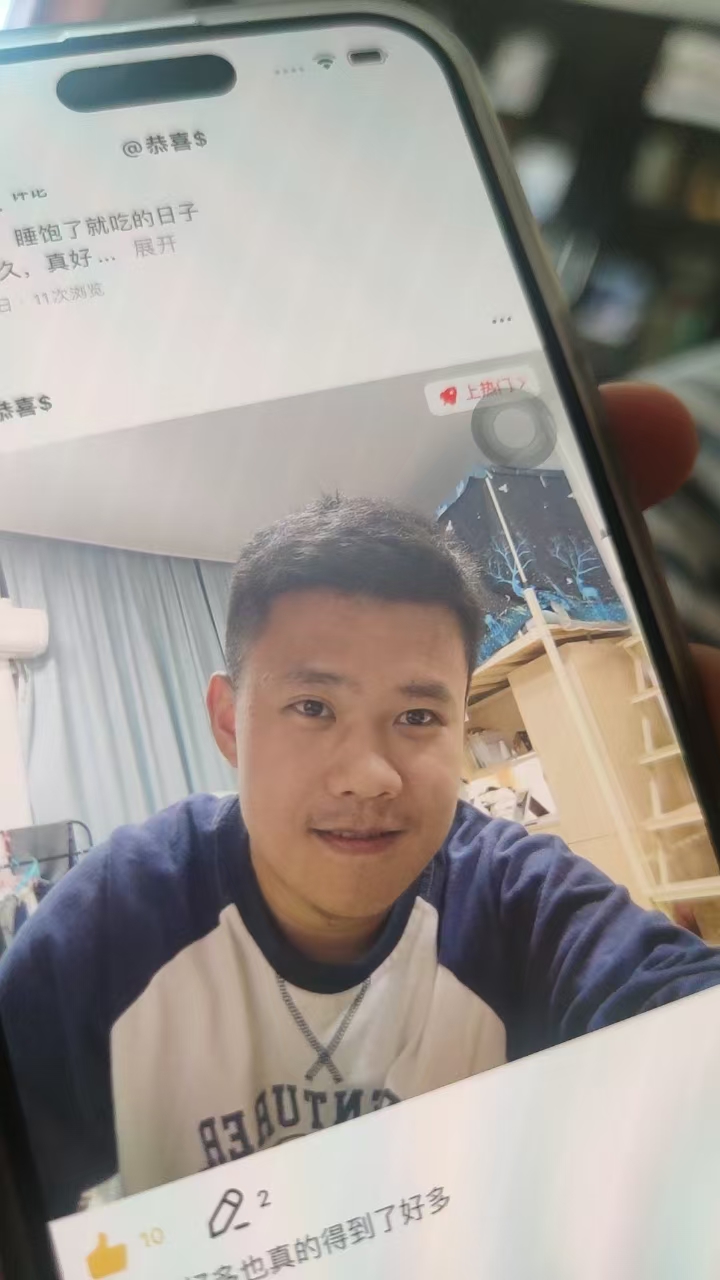 @恭喜$
评论
睡饱了就吃的日子
久，真好... 展开
日 · 11次浏览
恭喜$
上热门 >
ENTURER
10
2
好多也真的得到了好多